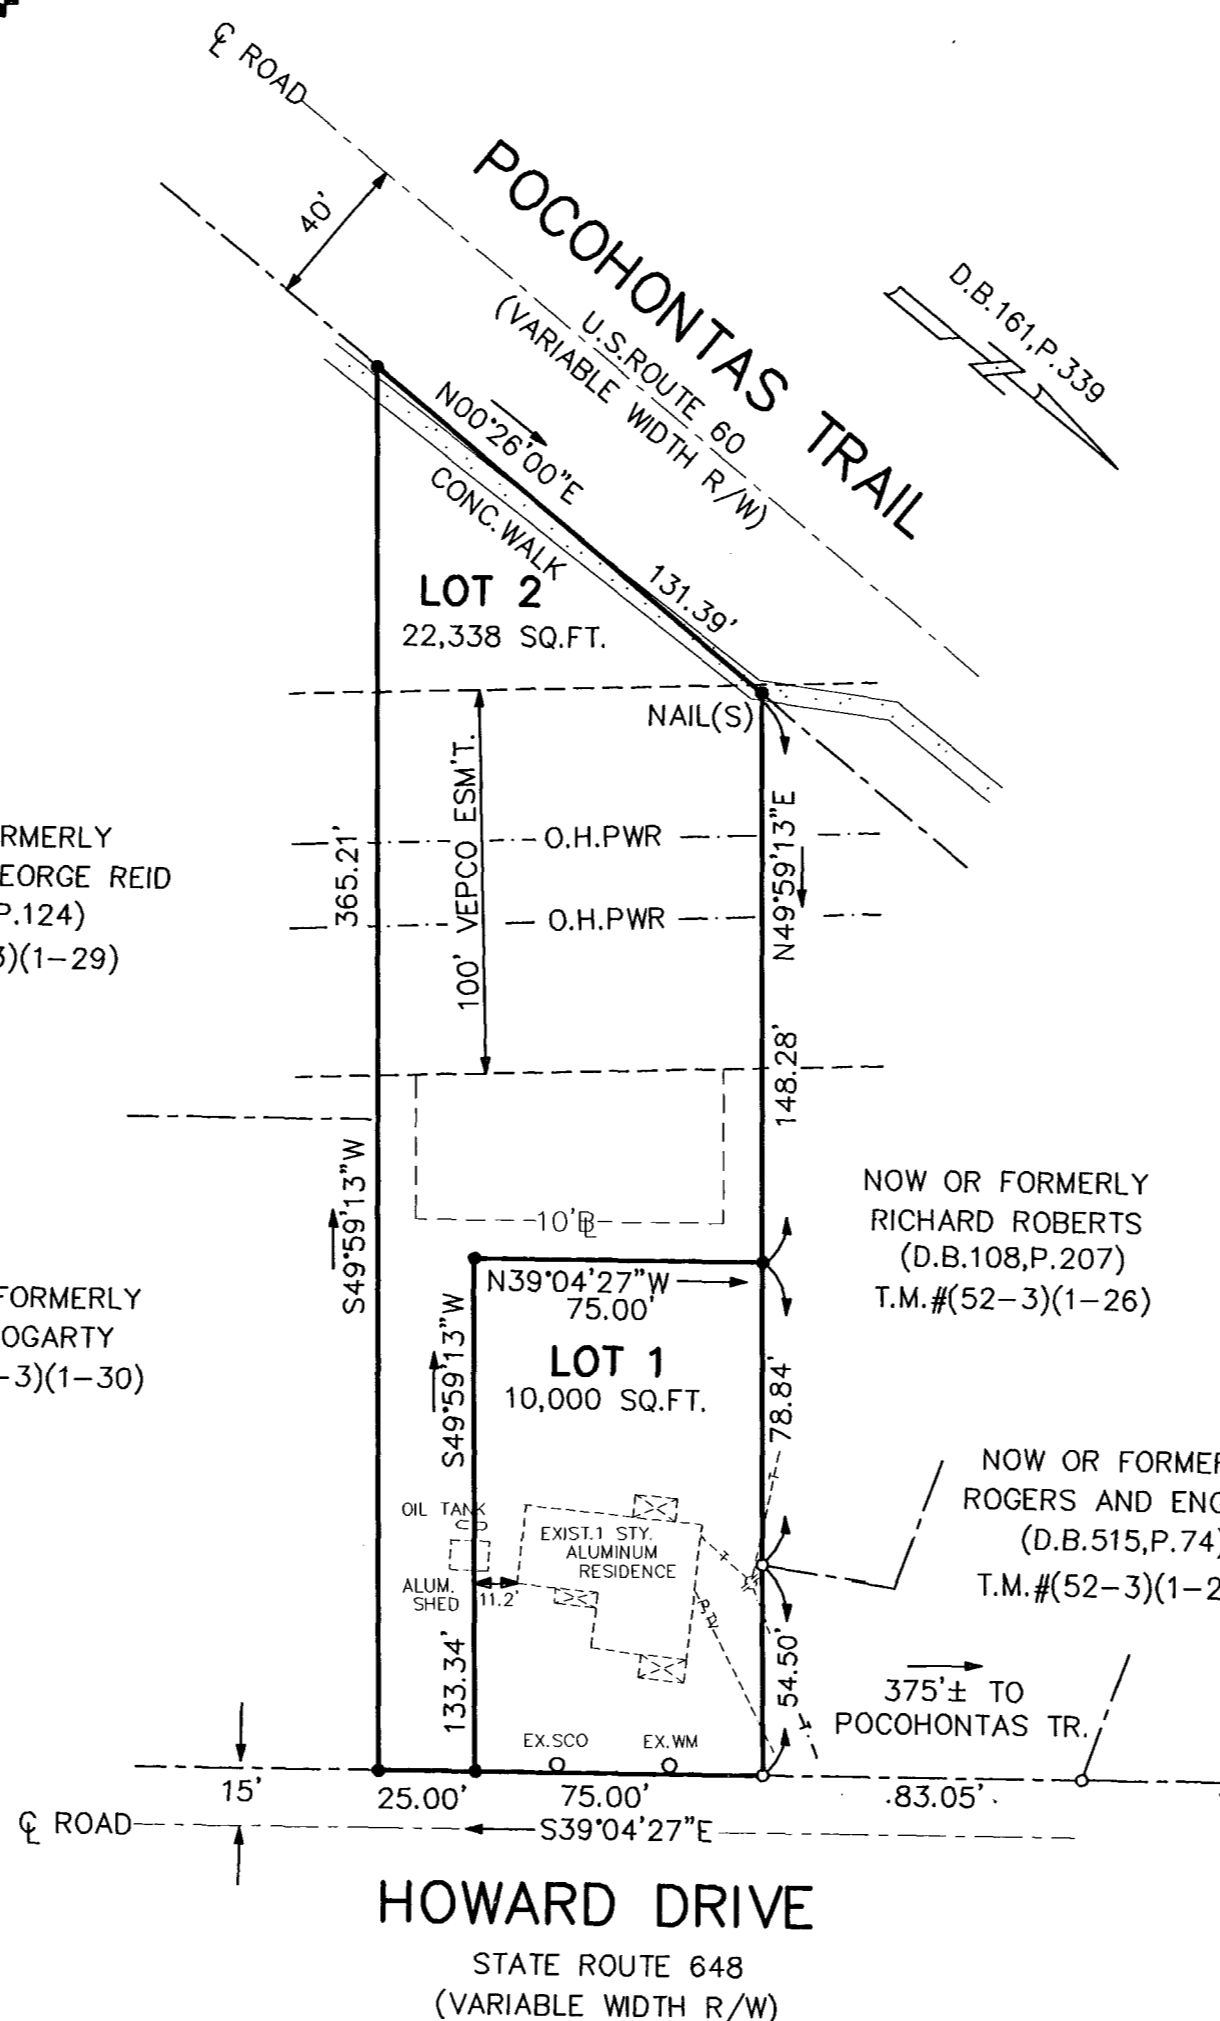 ℄ ROAD
40'
POCOHONTAS TRAIL
U.S.ROUTE 60
(VARIABLE WIDTH R/W)
D.B.161,P.339
N
N00°26'00"E
131.39'
CONC.WALK
LOT 2
22,338 SQ.FT.
NAIL(S)
100' VEPCO ESM'T.
O.H.PWR
O.H.PWR
365.21'
S49°59'13"W
N49°59'13"E
148.28'
RMERLY
EORGE REID
P.124)
)(1-29)
10'BL
NOW OR FORMERLY
RICHARD ROBERTS
(D.B.108,P.207)
T.M.#(52-3)(1-26)
FORMERLY
OGARTY
-3)(1-30)
N39°04'27"W
75.00'
S49°59'13"W
133.34'
LOT 1
10,000 SQ.FT.
78.84'
54.50'
NOW OR FORMER
ROGERS AND ENG
(D.B.515,P.74)
T.M.#(52-3)(1-2
OIL TANK
EXIST.1 STY.
ALUMINUM
RESIDENCE
ALUM.
SHED
11.2'
EX.SCO
EX.WM
375'± TO
POCOHONTAS TR.
15'
25.00'
75.00'
83.05'
℄ ROAD
S39°04'27"E
HOWARD DRIVE
STATE ROUTE 648
(VARIABLE WIDTH R/W)